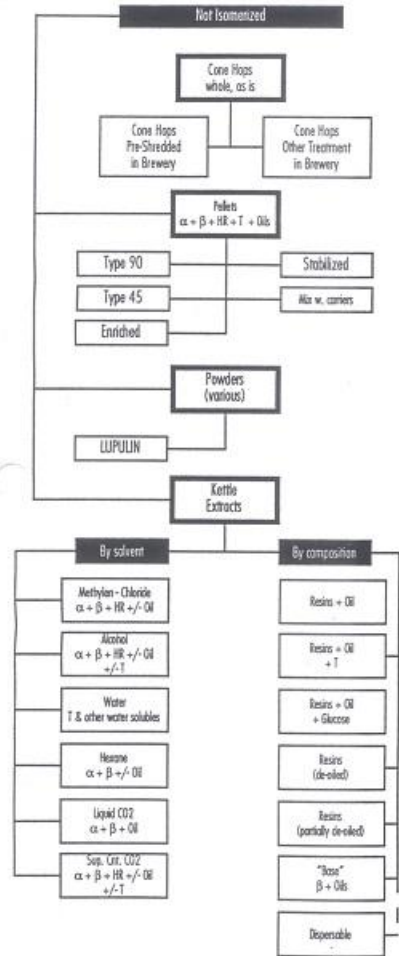 Not Isomerized
Cone Hops
whole, as is
Cone Hops
Pre-Shredded
in Brewery
Cone Hops
Other Treatment
in Brewery
Pellets
α + β + HR + T + Oils
Type 90
Stabilized
Type 45
Mix w. carriers
Enriched
Powders
(various)
LUPULIN
Kettle
Extracts
By solvent
By composition
Methylen - Chloride
α + β + HR +/- Oil
Alcohol
α + β + HR +/- Oil
+/- T
Water
T & other water solubles
Hexane
α + β +/- Oil
Liquid CO2
α + β + Oil
Sup. Crit. CO2
α + β + HR +/- Oil
+/- T
Resins + Oil
Resins + Oil
+ T
Resins + Oil
+ Glucose
Resins
(de-oiled)
Resins
(partially de-oiled)
"Base"
β + Oils
Dispersable